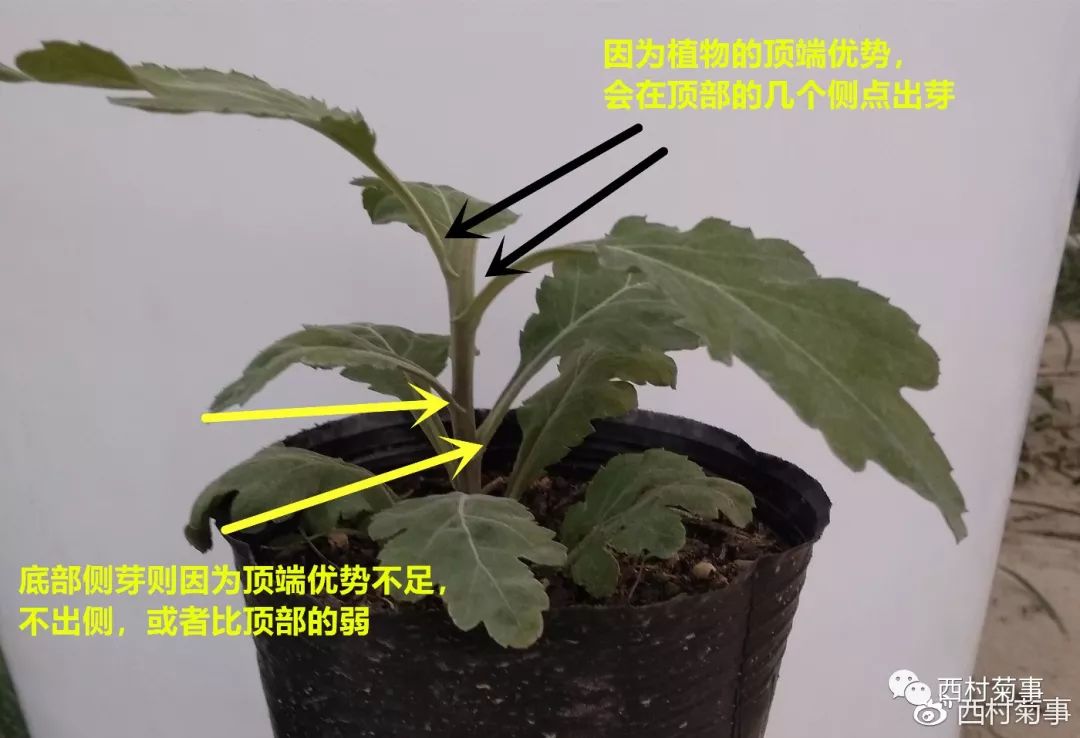 因为植物的顶端优势，
会在顶部的几个侧点出芽
底部侧芽则因为顶端优势不足，
不出侧，或者比顶部的弱
西村菊事
西村菊事